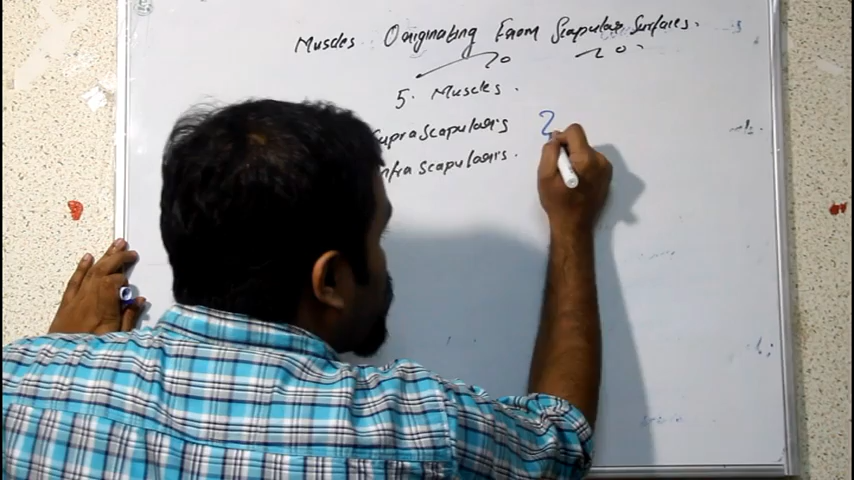 Muscles Originating From Scapular Surfaces.
5. Muscles.
Supra Scapularis
Infra Scapularis.